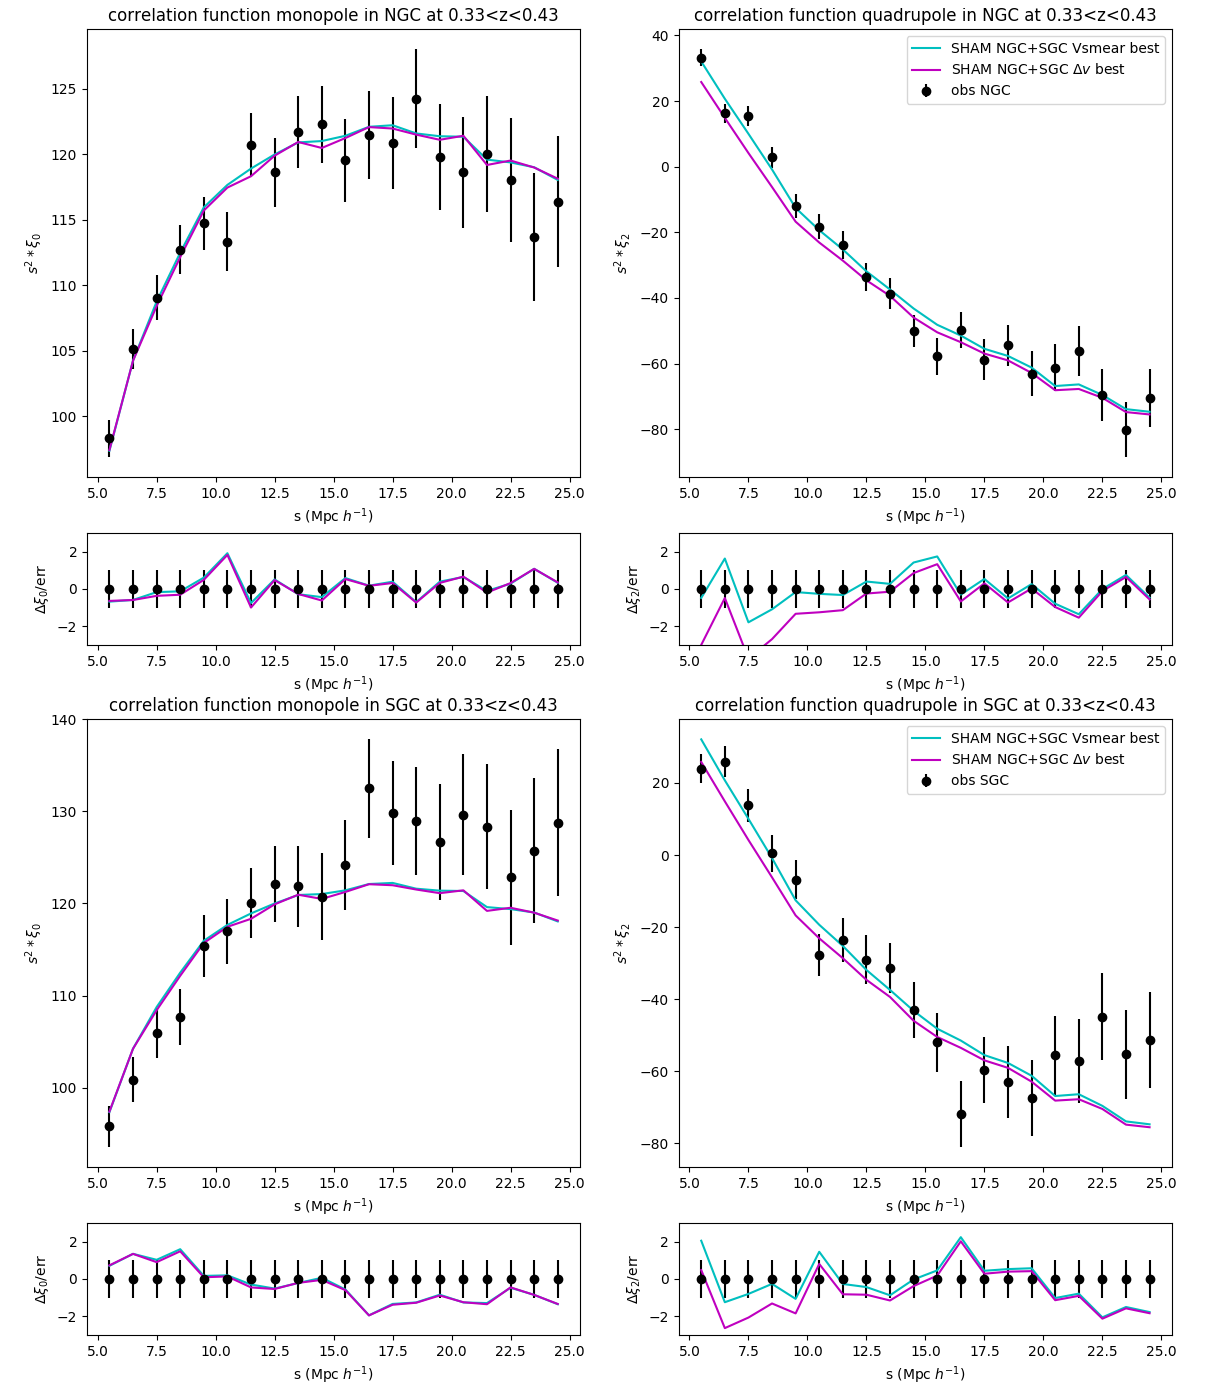 correlation function monopole in NGC at 0.33<z<0.43
125
120
115
110
105
100
s² * ξ₀
5.0 7.5 10.0 12.5 15.0 17.5 20.0 22.5 25.0
s (Mpc h⁻¹)
2
0
−2
Δξ₀/err
5.0 7.5 10.0 12.5 15.0 17.5 20.0 22.5 25.0
s (Mpc h⁻¹)
correlation function quadrupole in NGC at 0.33<z<0.43
SHAM NGC+SGC Vsmear best
SHAM NGC+SGC Δv best
obs NGC
40
20
0
−20
−40
−60
−80
s² * ξ₂
5.0 7.5 10.0 12.5 15.0 17.5 20.0 22.5 25.0
s (Mpc h⁻¹)
2
0
−2
Δξ₂/err
5.0 7.5 10.0 12.5 15.0 17.5 20.0 22.5 25.0
s (Mpc h⁻¹)
correlation function monopole in SGC at 0.33<z<0.43
140
130
120
110
100
s² * ξ₀
5.0 7.5 10.0 12.5 15.0 17.5 20.0 22.5 25.0
s (Mpc h⁻¹)
2
0
−2
Δξ₀/err
5.0 7.5 10.0 12.5 15.0 17.5 20.0 22.5 25.0
s (Mpc h⁻¹)
correlation function quadrupole in SGC at 0.33<z<0.43
SHAM NGC+SGC Vsmear best
SHAM NGC+SGC Δv best
obs SGC
20
0
−20
−40
−60
−80
s² * ξ₂
5.0 7.5 10.0 12.5 15.0 17.5 20.0 22.5 25.0
s (Mpc h⁻¹)
2
0
−2
Δξ₂/err
5.0 7.5 10.0 12.5 15.0 17.5 20.0 22.5 25.0
s (Mpc h⁻¹)